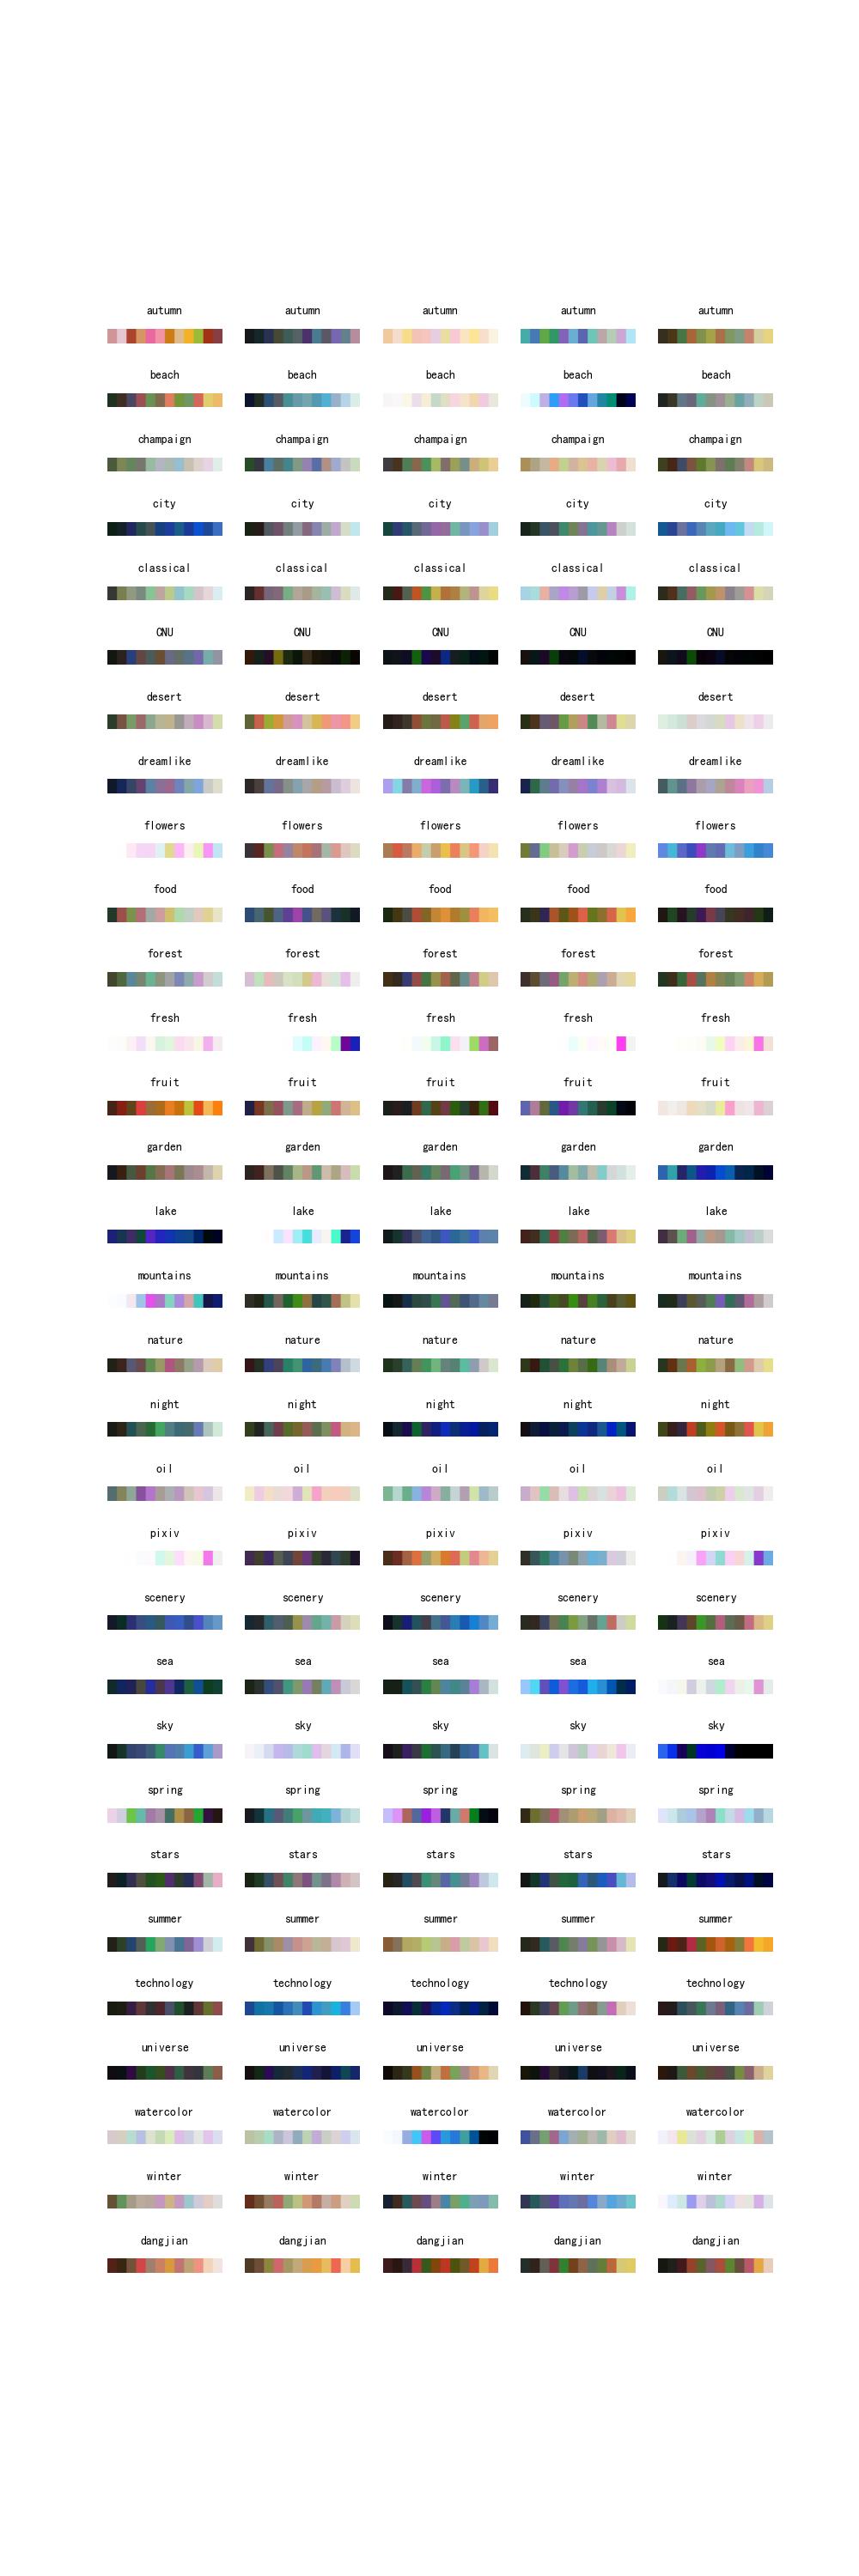 autumn autumn autumn autumn autumn
beach beach beach beach beach
champaign champaign champaign champaign champaign
city city city city city
classical classical classical classical classical
CNU CNU CNU CNU CNU
desert desert desert desert desert
dreamlike dreamlike dreamlike dreamlike dreamlike
flowers flowers flowers flowers flowers
food food food food food
forest forest forest forest forest
fresh fresh fresh fresh fresh
fruit fruit fruit fruit fruit
garden garden garden garden garden
lake lake lake lake lake
mountains mountains mountains mountains mountains
nature nature nature nature nature
night night night night night
oil oil oil oil oil
pixiv pixiv pixiv pixiv pixiv
scenery scenery scenery scenery scenery
sea sea sea sea sea
sky sky sky sky sky
spring spring spring spring spring
stars stars stars stars stars
summer summer summer summer summer
technology technology technology technology technology
universe universe universe universe universe
watercolor watercolor watercolor watercolor watercolor
winter winter winter winter winter
dangjian dangjian dangjian dangjian dangjian